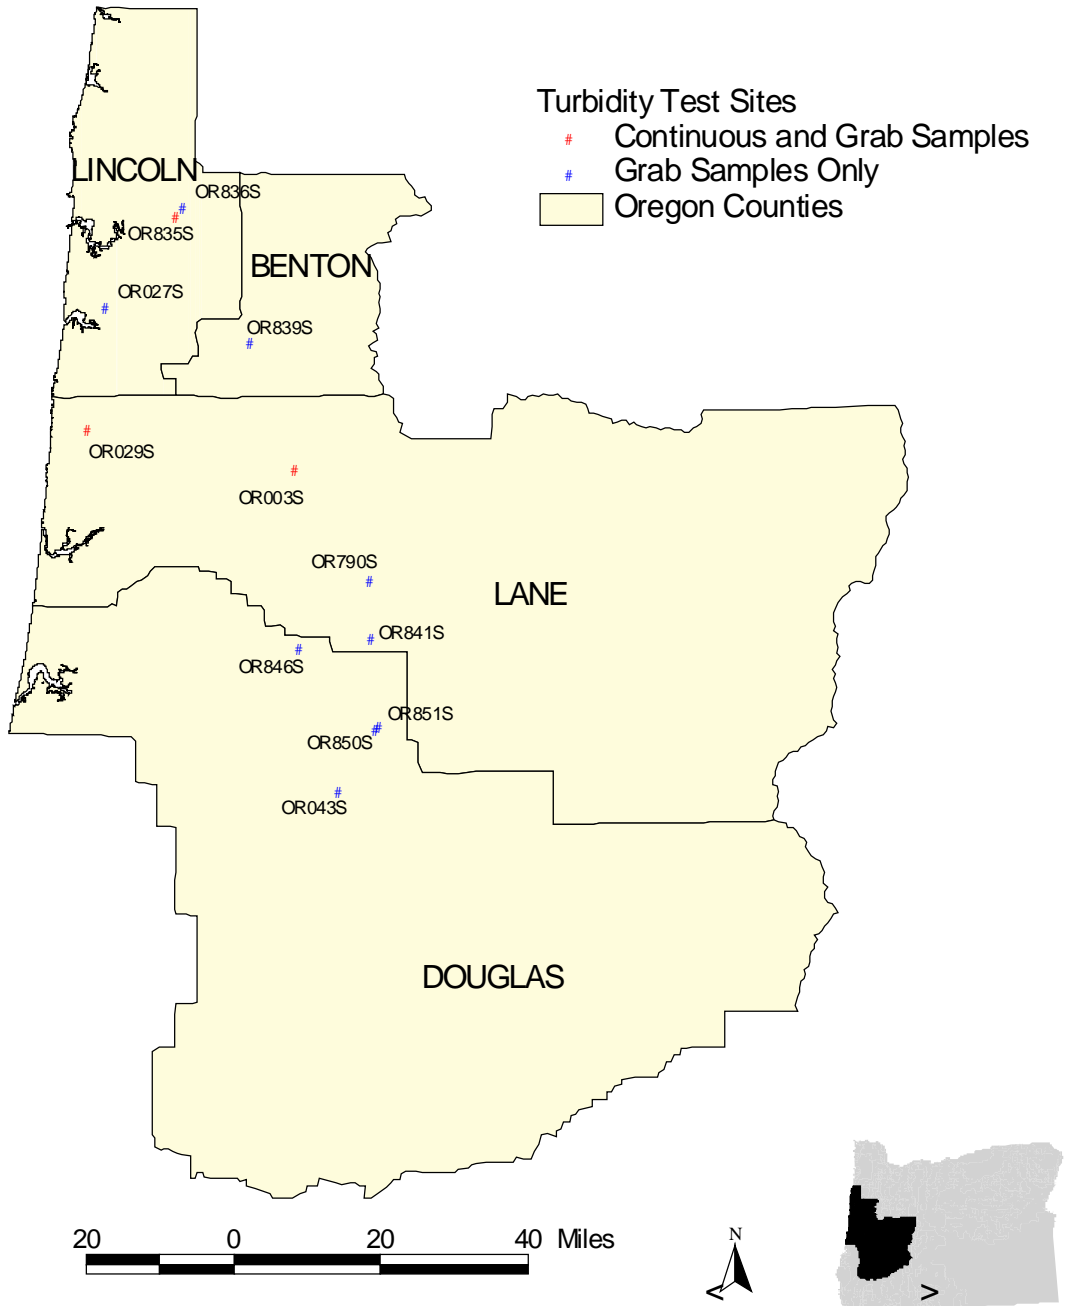 Turbidity Test Sites
# Continuous and Grab Samples
# Grab Samples Only
Oregon Counties
LINCOLN
OR836S
#
#
OR835S
BENTON
OR027S
#
OR839S
#
#
OR029S
#
OR003S
OR790S
#
LANE
OR841S
#
#
OR846S
OR851S
##
OR850S
#
OR043S
DOUGLAS
20 0 20 40 Miles
N
< >